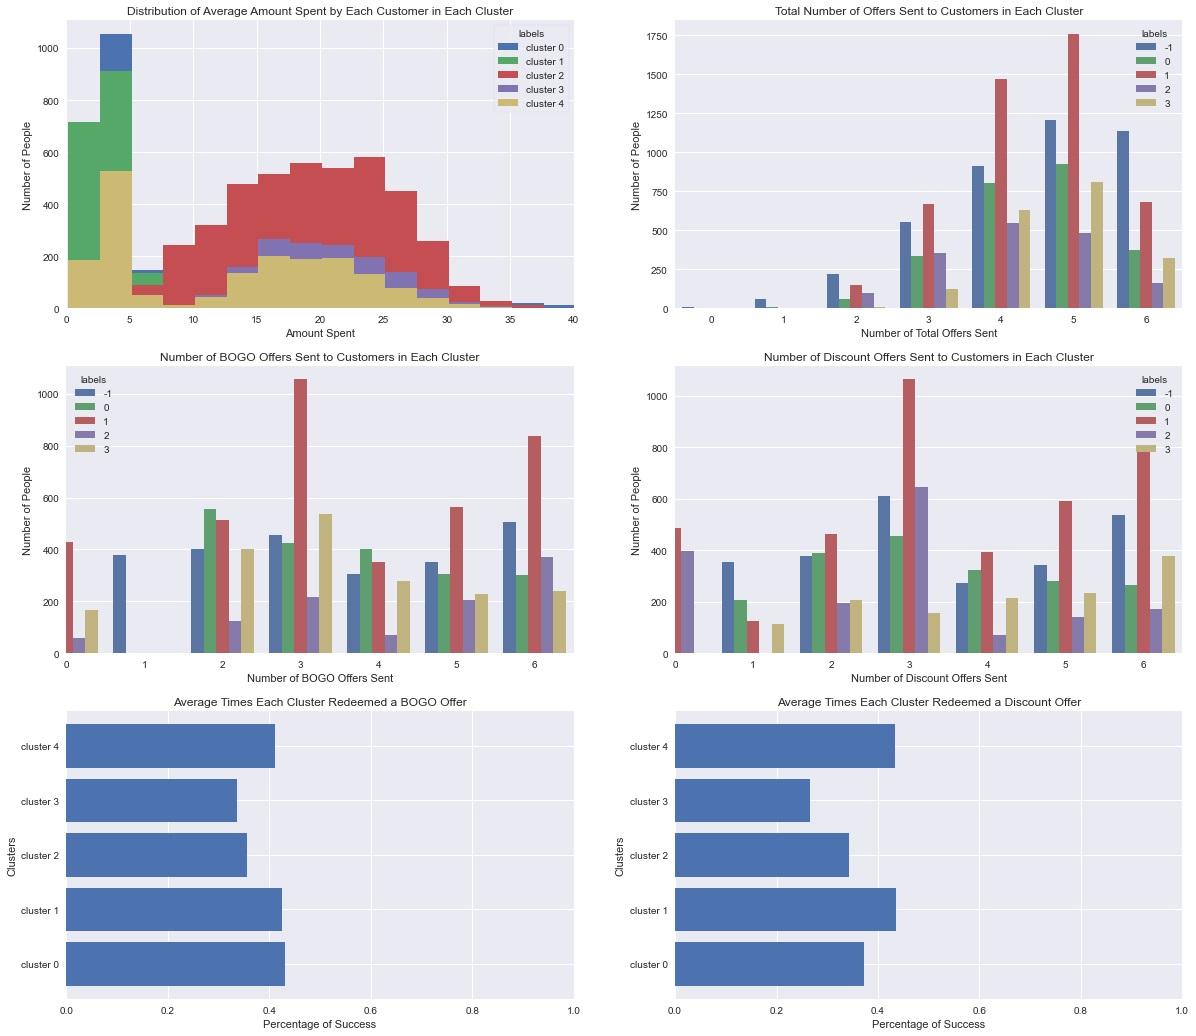 Distribution of Average Amount Spent by Each Customer in Each Cluster
labels
cluster 0
cluster 1
cluster 2
cluster 3
cluster 4
1000
800
600
400
200
0
Number of People
0 5 10 15 20 25 30 35 40
Amount Spent
Total Number of Offers Sent to Customers in Each Cluster
labels
-1
0
1
2
3
1750
1500
1250
1000
750
500
250
0
Number of People
0 1 2 3 4 5 6
Number of Total Offers Sent
Number of BOGO Offers Sent to Customers in Each Cluster
labels
-1
0
1
2
3
1000
800
600
400
200
0
Number of People
0 1 2 3 4 5 6
Number of BOGO Offers Sent
Number of Discount Offers Sent to Customers in Each Cluster
labels
-1
0
1
2
3
1000
800
600
400
200
0
Number of People
0 1 2 3 4 5 6
Number of Discount Offers Sent
Average Times Each Cluster Redeemed a BOGO Offer
cluster 4
cluster 3
cluster 2
cluster 1
cluster 0
Clusters
0.0 0.2 0.4 0.6 0.8 1.0
Percentage of Success
Average Times Each Cluster Redeemed a Discount Offer
cluster 4
cluster 3
cluster 2
cluster 1
cluster 0
Clusters
0.0 0.2 0.4 0.6 0.8 1.0
Percentage of Success